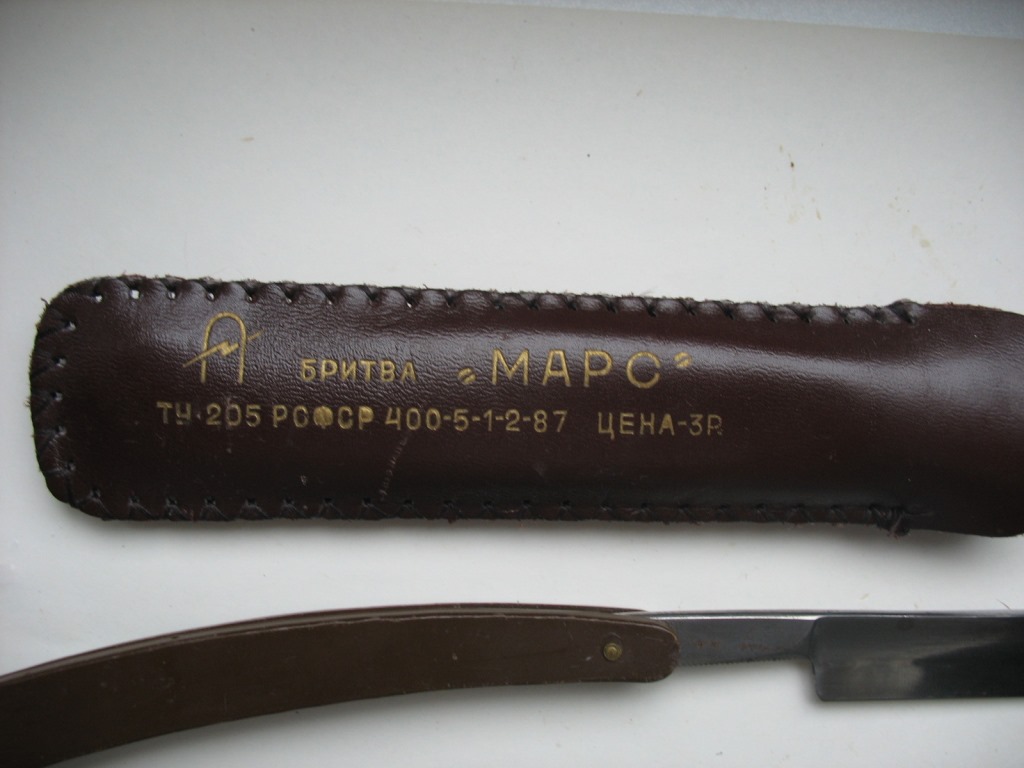 БРИТВА "МАРС"
ТУ·205 РСФСР 400-5-1-2-87 ЦЕНА-3Р